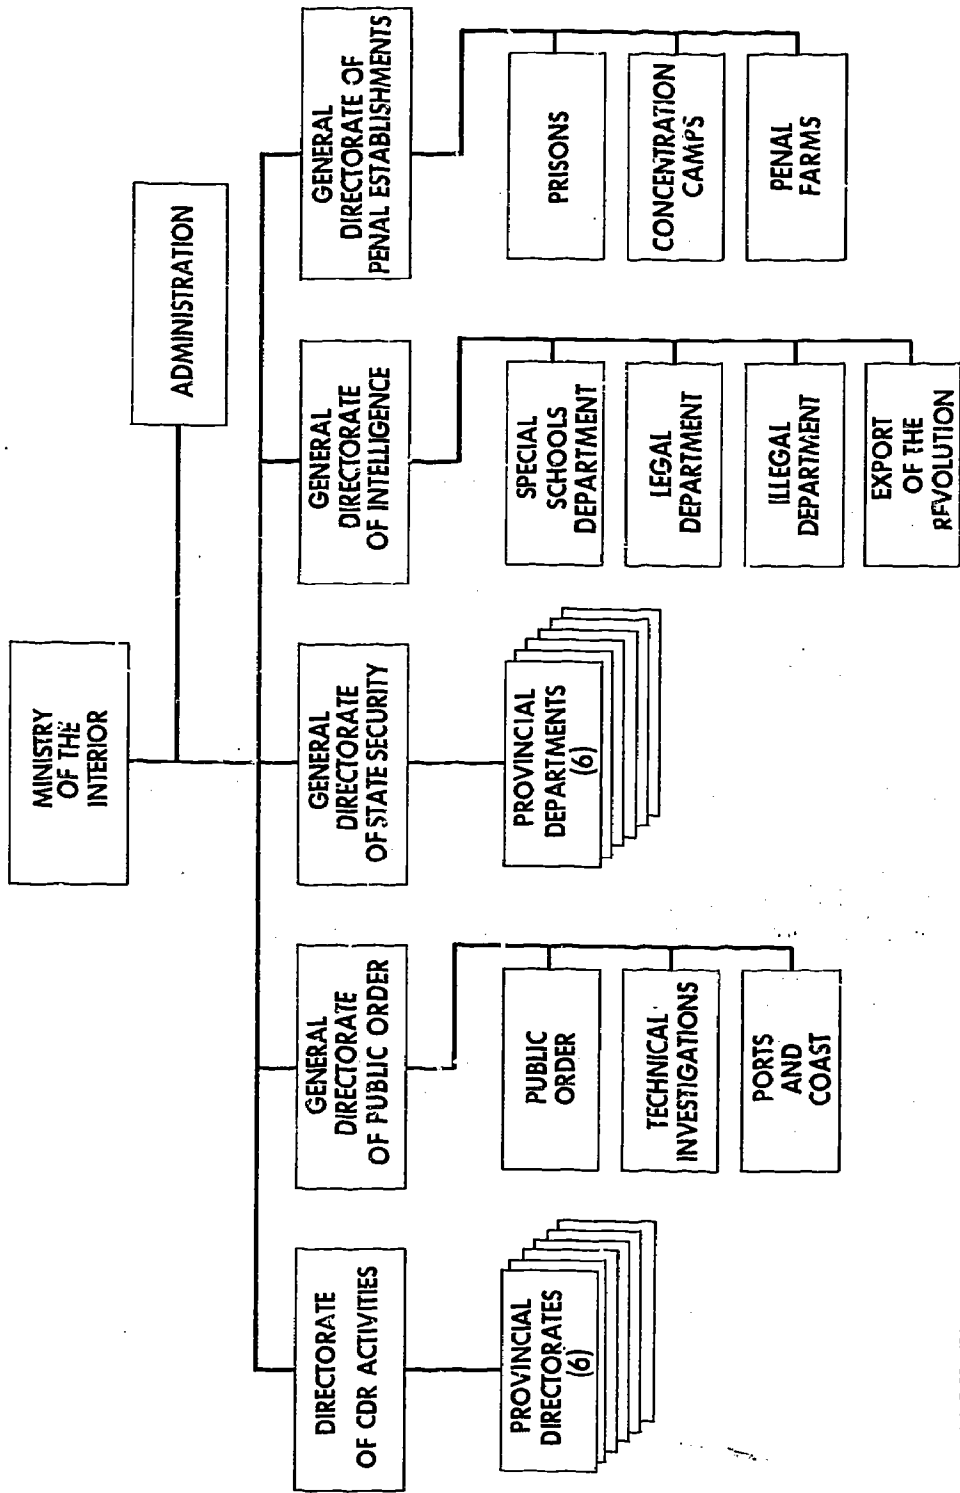 MINISTRY
OF THE
INTERIOR
ADMINISTRATION
DIRECTORATE
OF CDR ACTIVITIES
GENERAL
DIRECTORATE
OF PUBLIC ORDER
GENERAL
DIRECTORATE
OF STATE SECURITY
GENERAL
DIRECTORATE
OF INTELLIGENCE
GENERAL
DIRECTORATE OF
PENAL ESTABLISHMENTS
PROVINCIAL
DIRECTORATES
(6)
PUBLIC
ORDER
TECHNICAL
INVESTIGATIONS
PORTS
AND
COAST
PROVINCIAL
DEPARTMENTS
(6)
SPECIAL
SCHOOLS
DEPARTMENT
LEGAL
DEPARTMENT
ILLEGAL
DEPARTMENT
EXPORT
OF THE
REVOLUTION
PRISONS
CONCENTRATION
CAMPS
PENAL
FARMS